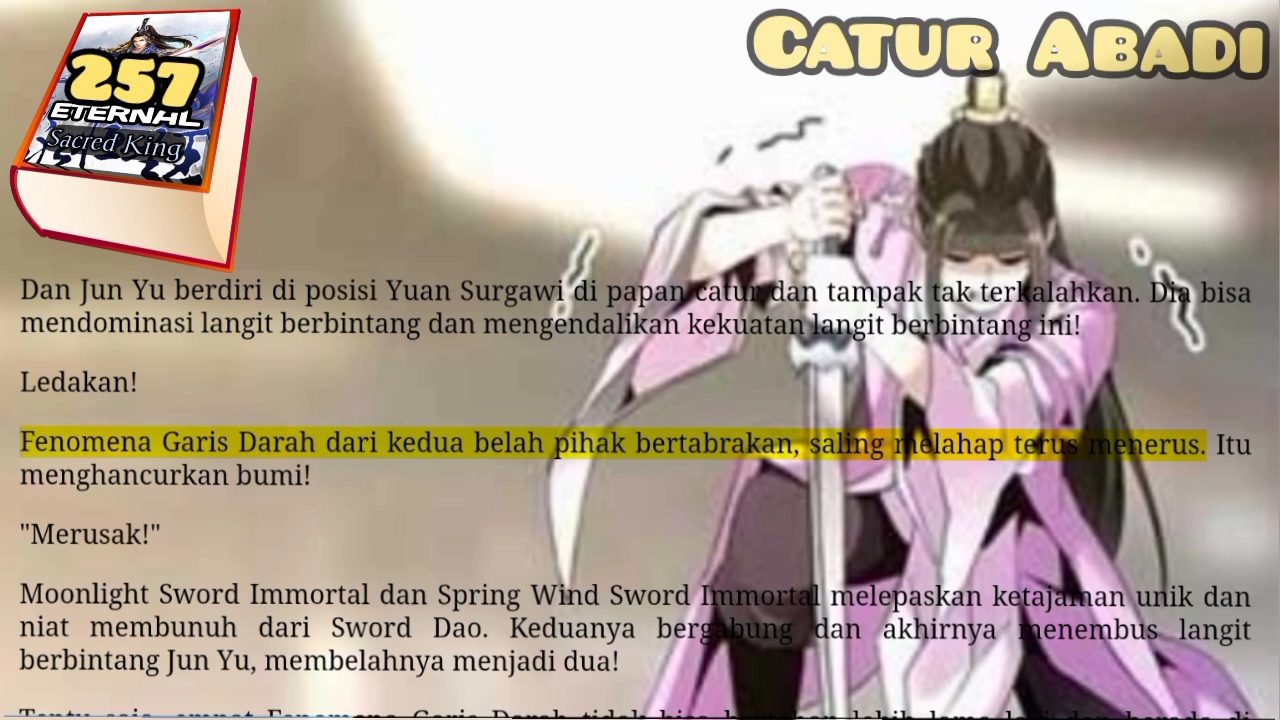 CATUR ABADI
257
ETERNAL
Sacred King
Dan Jun Yu berdiri di posisi Yuan Surgawi di papan catur dan tampak tak terkalahkan. Dia bisa
mendominasi langit berbintang dan mengendalikan kekuatan langit berbintang ini!
Ledakan!
Fenomena Garis Darah dari kedua belah pihak bertabrakan, saling melahap terus menerus. Itu
menghancurkan bumi!
"Merusak!"
Moonlight Sword Immortal dan Spring Wind Sword Immortal melepaskan ketajaman unik dan
niat membunuh dari Sword Dao. Keduanya bergabung dan akhirnya menembus langit
berbintang Jun Yu, membelahnya menjadi dua!